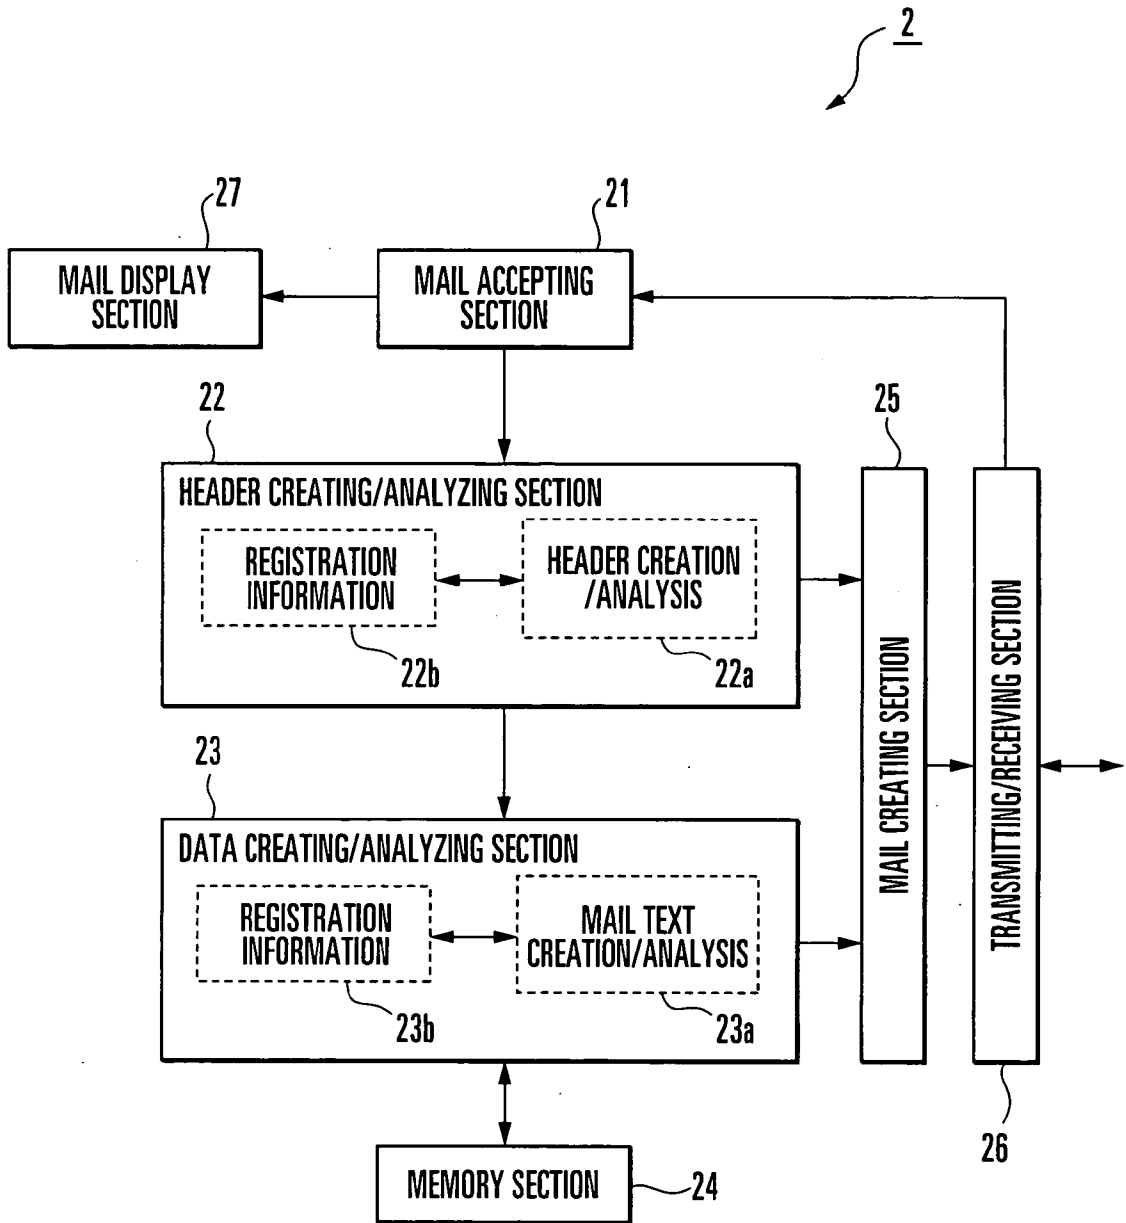 2
27
21
MAIL DISPLAY
SECTION
MAIL ACCEPTING
SECTION
22
25
HEADER CREATING/ANALYZING SECTION
REGISTRATION
INFORMATION
HEADER CREATION
/ANALYSIS
22b
22a
MAIL CREATING SECTION
TRANSMITTING/RECEIVING SECTION
23
DATA CREATING/ANALYZING SECTION
REGISTRATION
INFORMATION
MAIL TEXT
CREATION/ANALYSIS
23b
23a
26
MEMORY SECTION
24